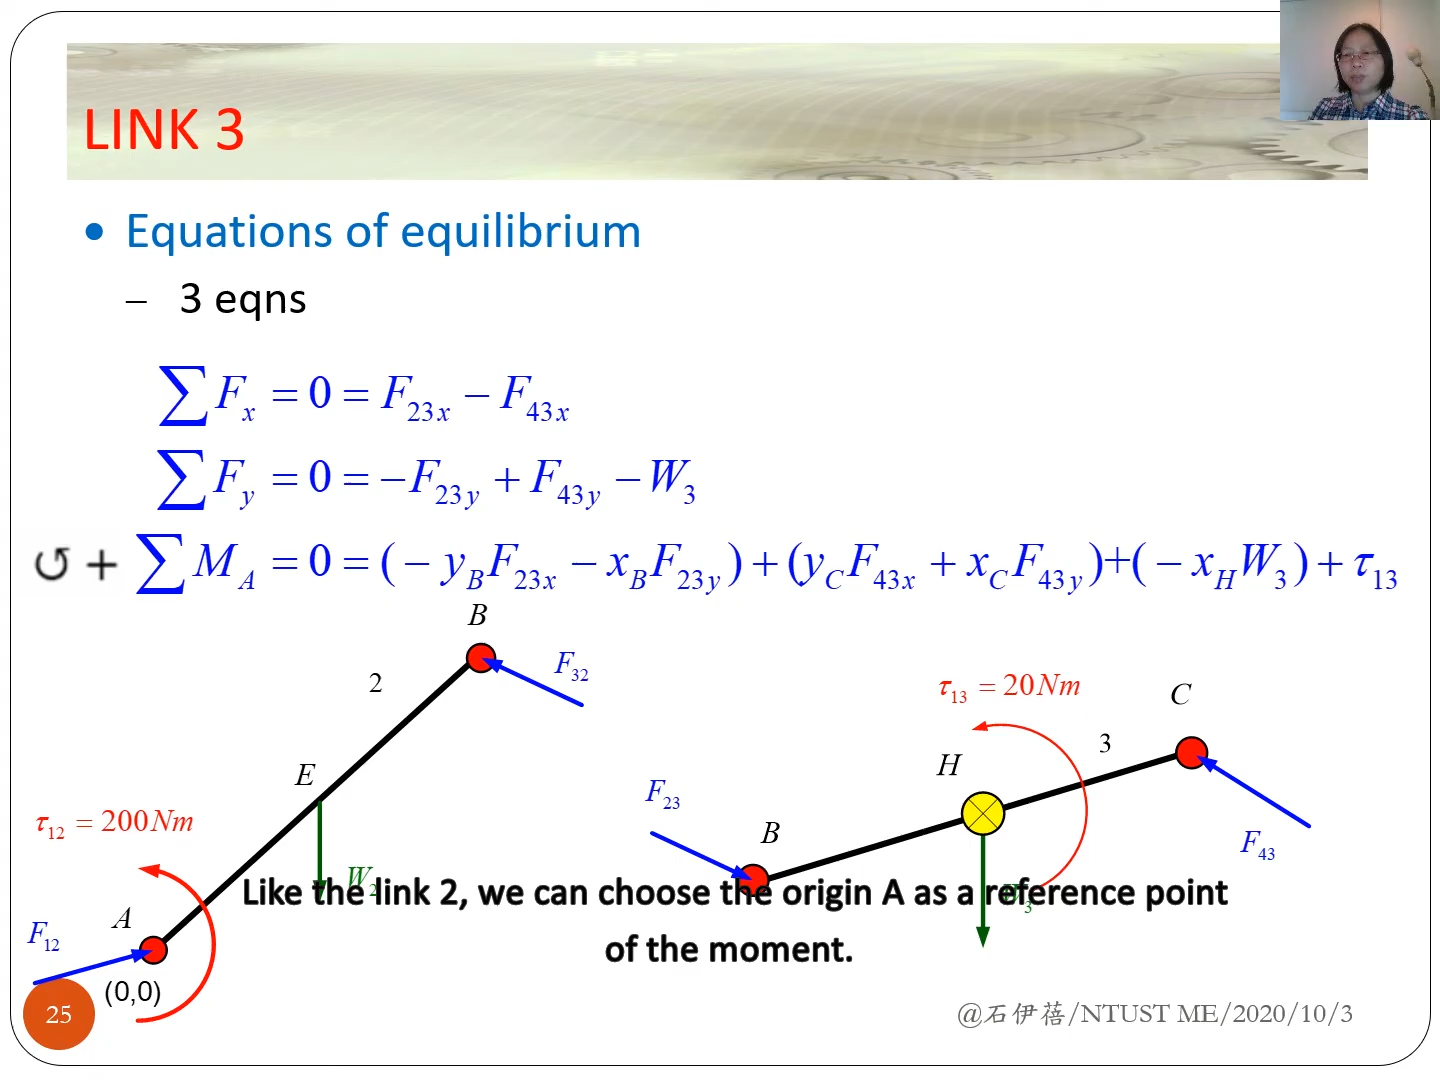 LINK 3
• Equations of equilibrium
– 3 eqns
∑F_x = 0 = F_23x − F_43x
∑F_y = 0 = −F_23y + F_43y − W_3
↺ + ∑M_A = 0 = (− y_B F_23x − x_B F_23y) + (y_C F_43x + x_C F_43y)+(− x_H W_3) + τ_13
B
F_32
2
E
τ_12 = 200Nm
W_2
A
F_12
(0,0)
τ_13 = 20Nm
C
3
H
F_23
B
F_43
Like the link 2, we can choose the origin A as a reference point
of the moment.
25
@石伊蓓/NTUST ME/2020/10/3